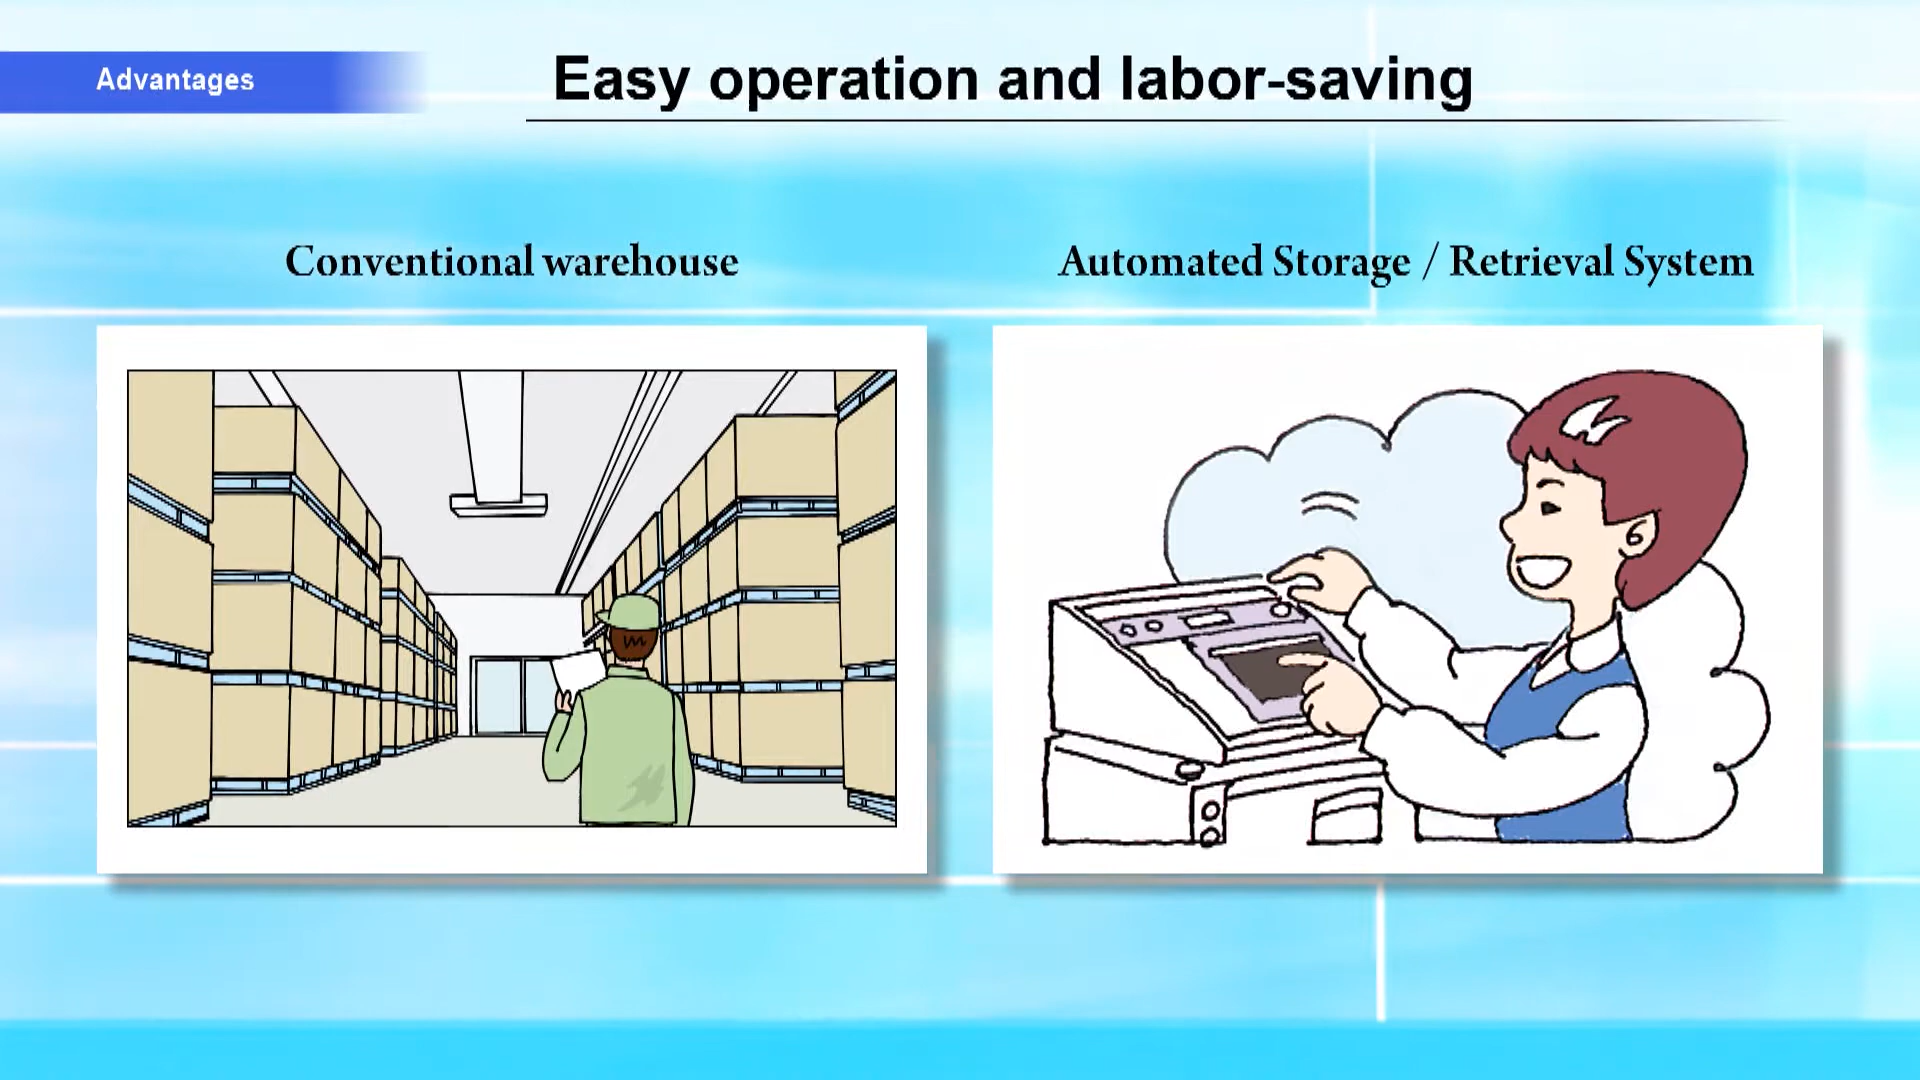 Advantages
Easy operation and labor-saving
Conventional warehouse
Automated Storage / Retrieval System